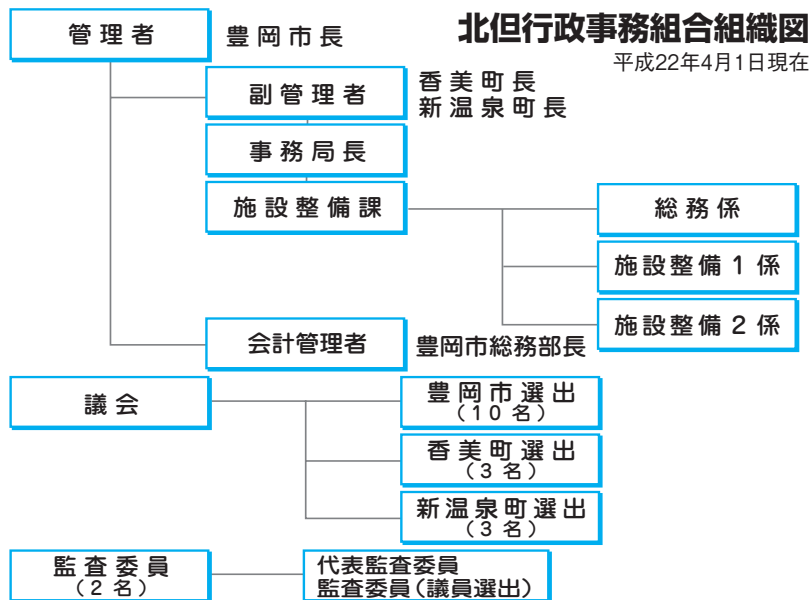 北但行政事務組合組織図
平成22年4月1日現在
管理者 豊岡市長
副管理者 香美町長
新温泉町長
事務局長
施設整備課
総務係
施設整備1係
施設整備2係
会計管理者 豊岡市総務部長
議会
豊岡市選出
（10名）
香美町選出
（3名）
新温泉町選出
（3名）
監査委員
（2名）
代表監査委員
監査委員（議員選出）